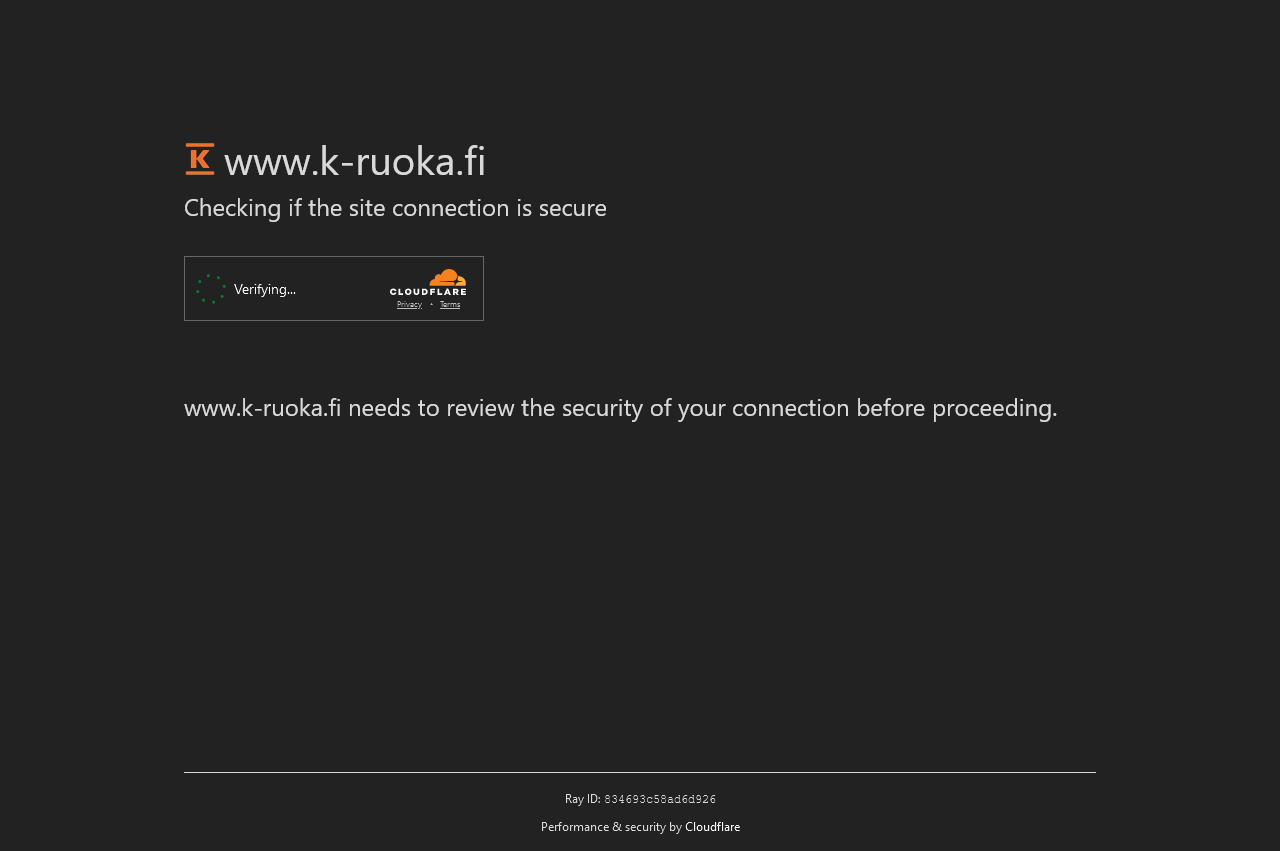 K www.k-ruoka.fi
Checking if the site connection is secure
Verifying...
CLOUDFLARE
Privacy • Terms
www.k-ruoka.fi needs to review the security of your connection before proceeding.
Ray ID: 834693c58ad6d926
Performance & security by Cloudflare